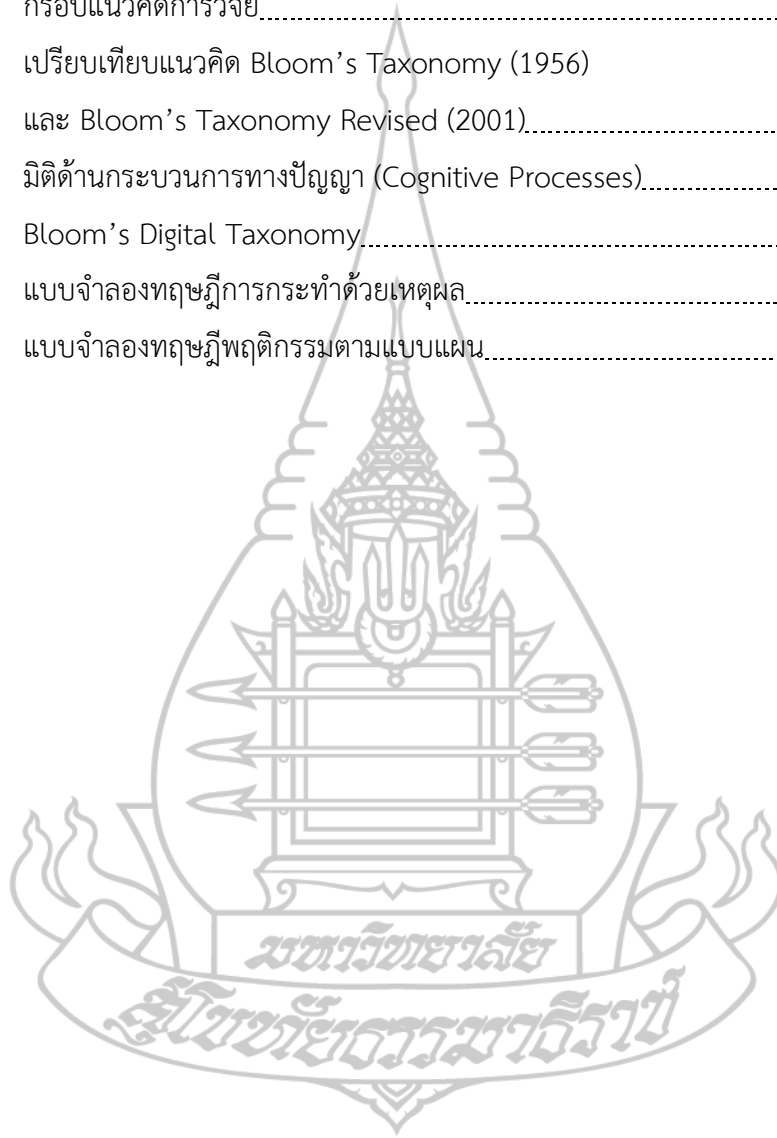 กรอบแนวคิดการวิจัย
เปรียบเทียบแนวคิด Bloom’s Taxonomy (1956)
และ Bloom’s Taxonomy Revised (2001)
มิติด้านกระบวนการทางปัญญา (Cognitive Processes)
Bloom’s Digital Taxonomy
แบบจำลองทฤษฎีการกระทำด้วยเหตุผล
แบบจำลองทฤษฎีพฤติกรรมตามแบบแผน
มหาวิทยาลัย
สุโขทัยธรรมาธิราช